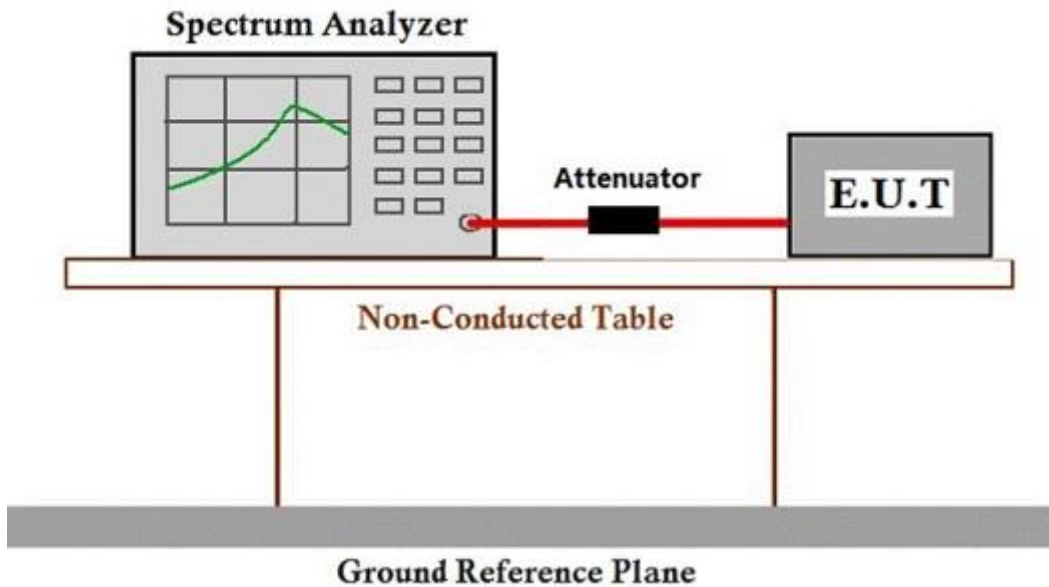 Spectrum Analyzer
Attenuator
E.U.T
Non-Conducted Table
Ground Reference Plane